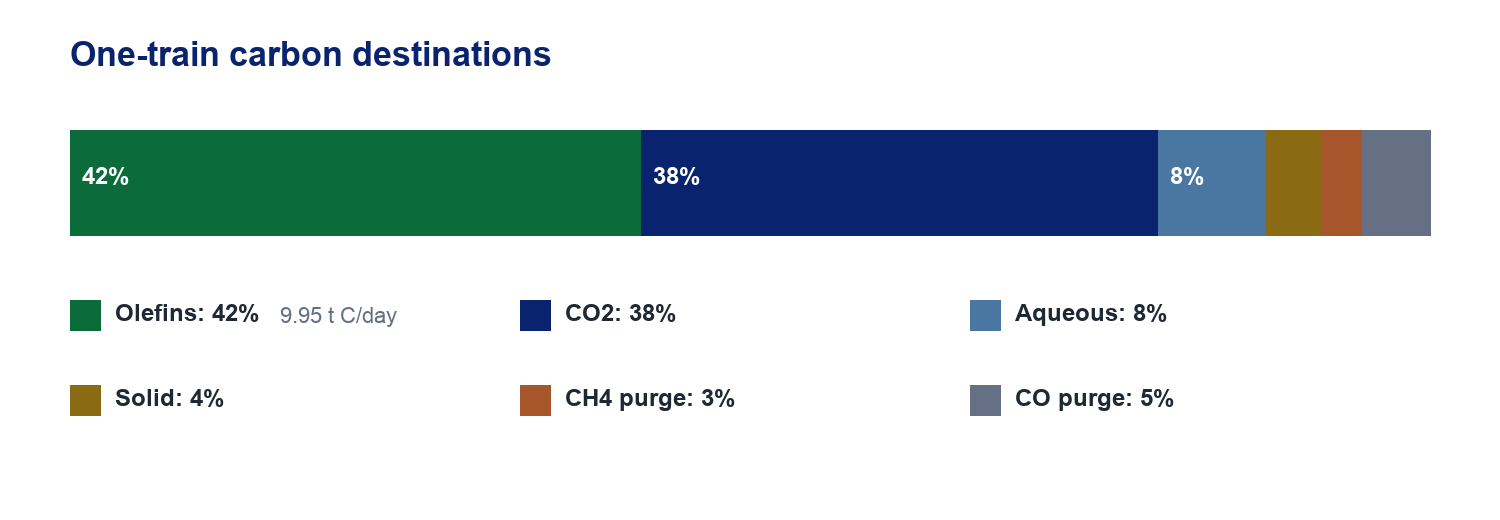 One-train carbon destinations
42% 38% 8%
Olefins: 42% 9.95 t C/day CO2: 38% Aqueous: 8%
Solid: 4% CH4 purge: 3% CO purge: 5%